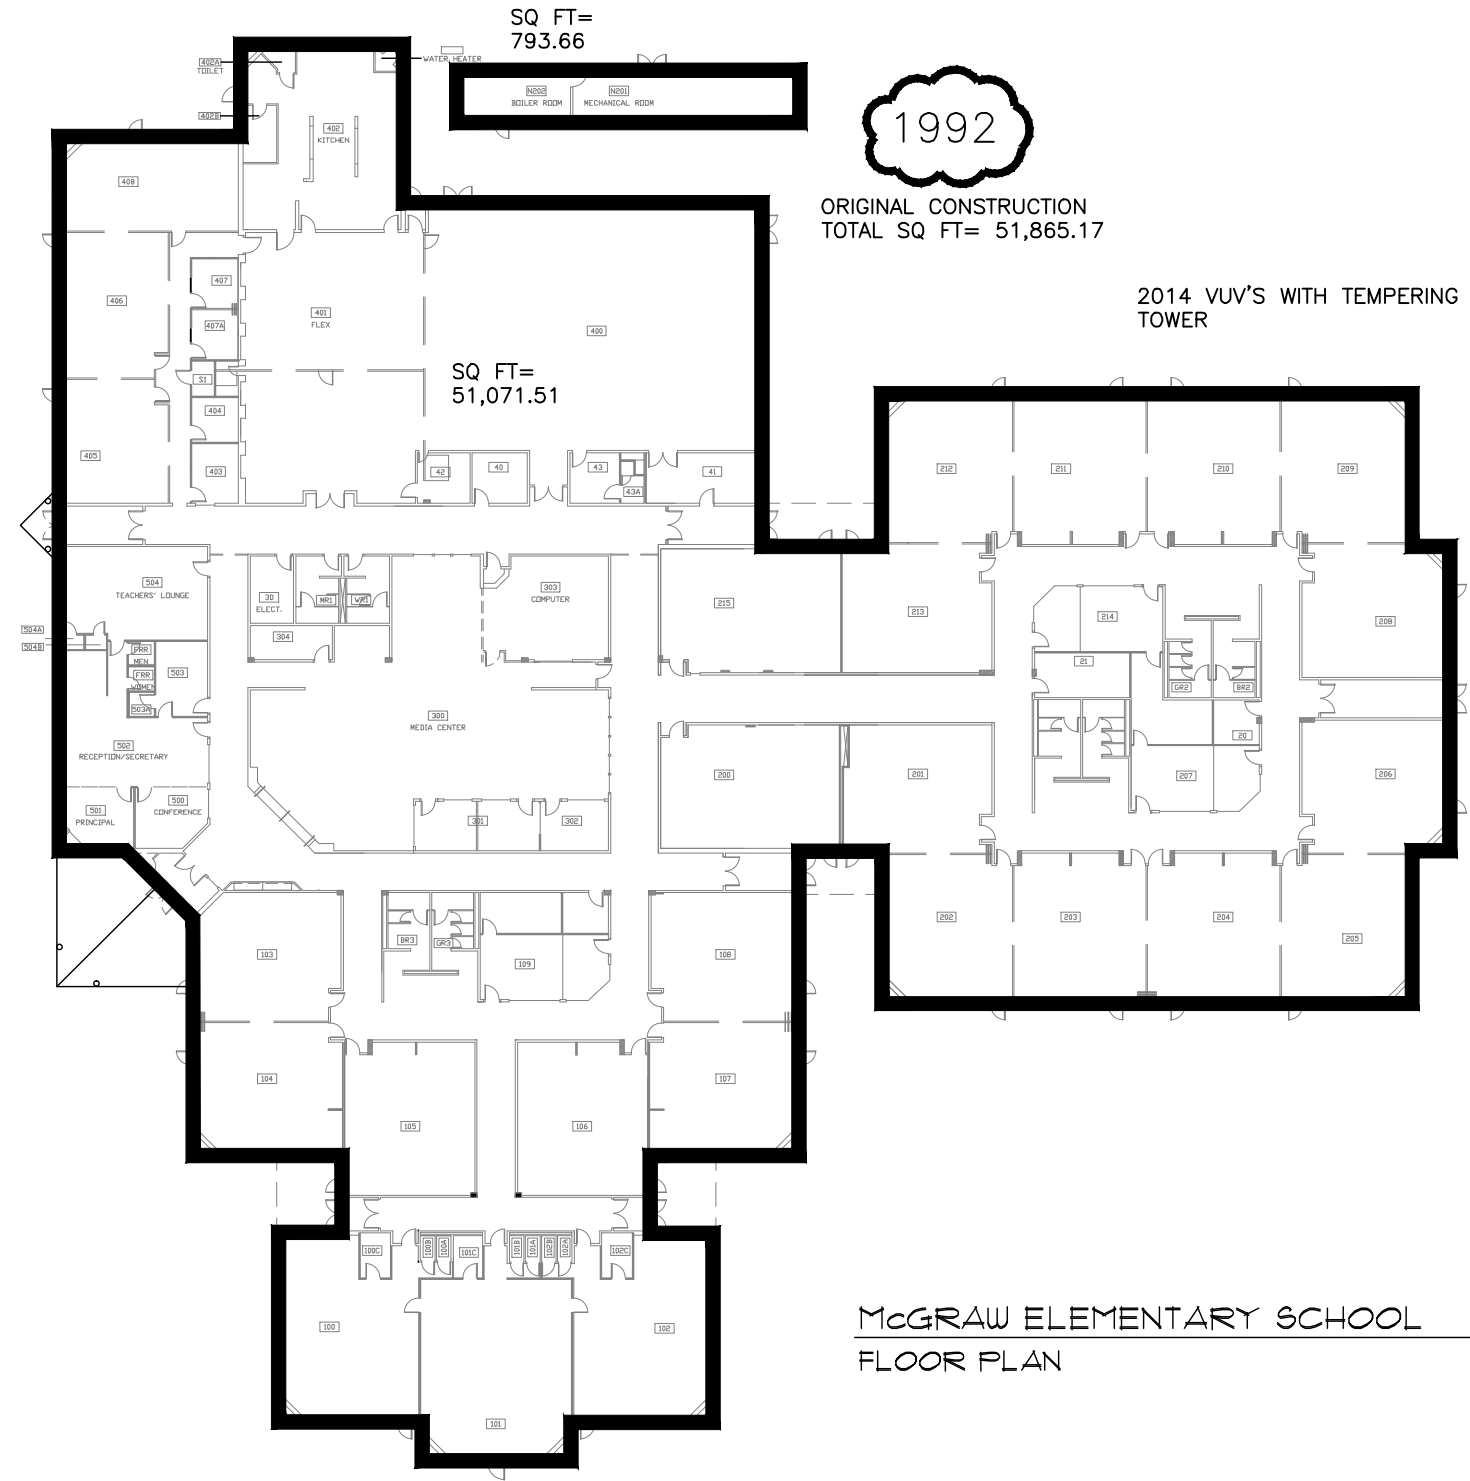 SQ FT=
793.66
402A
TOILET
WATER HEATER
N202
BOILER ROOM
N201
MECHANICAL ROOM
1992
402B
402
KITCHEN
408
ORIGINAL CONSTRUCTION
TOTAL SQ FT= 51,865.17
407
406
401
FLEX
407A
400
2014 VUV'S WITH TEMPERING
TOWER
S1
SQ FT=
51,071.51
404
405
403
42
40
43
43A
41
212
211
210
209
504
TEACHERS' LOUNGE
30
ELECT.
MR1
WR1
303
COMPUTER
215
213
214
208
504A
504B
304
FRR
MEN
503
FRR
WOMEN
503A
21
GR2
BR2
300
MEDIA CENTER
502
RECEPTION/SECRETARY
20
200
201
207
206
501
PRINCIPAL
500
CONFERENCE
301
302
202
203
204
205
BR3
GR3
103
109
108
104
107
105
106
100C
100B
100A
101C
101B
101A
102B
102A
102C
100
102
101
McGRAW ELEMENTARY SCHOOL
FLOOR PLAN